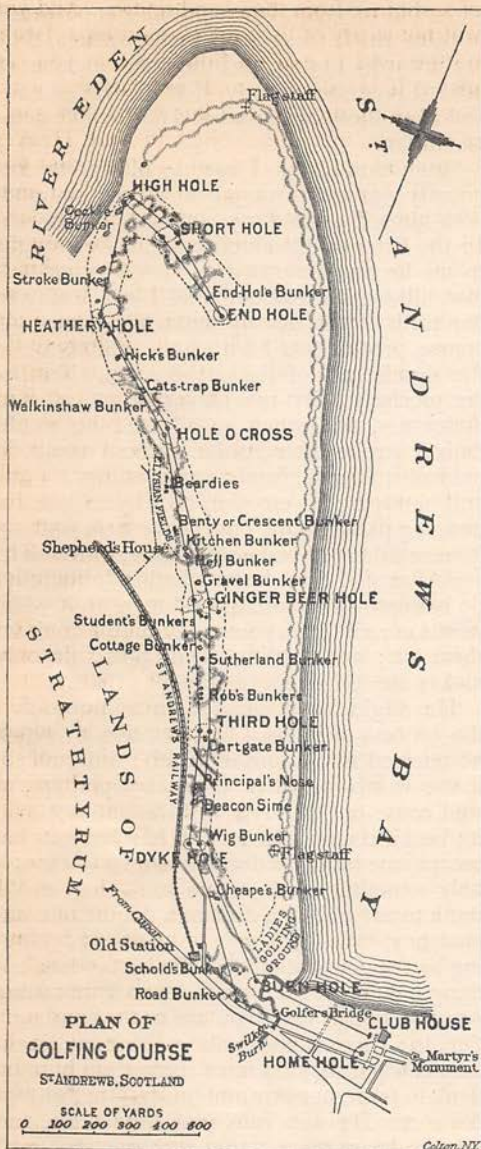 RIVER EDEN
Flagstaff
ST ANDREWS BAY
HIGH HOLE
Cockle Bunker
SHORT HOLE
Stroke Bunker
End Hole Bunker
END HOLE
HEATHERY HOLE
Hick's Bunker
Cats-trap Bunker
Walkinshaw Bunker
HOLE O CROSS
ELYSIAN FIELDS
Beardies
Benty or Crescent Bunker
Kitchen Bunker
Shepherd's House
Hell Bunker
Gravel Bunker
GINGER BEER HOLE
Student's Bunkers
Cottage Bunker
Sutherland Bunker
LANDS OF STRATHTYRUM
ST. ANDREWS RAILWAY
Rob's Bunkers
THIRD HOLE
Cartgate Bunker
Principal's Nose
Deacon Sime
Wig Bunker
DYKE HOLE
Flagstaff
Cheape's Bunker
From Cupar
LADIES GOLFING GROUND
Old Station
Schold's Bunker
BURN HOLE
Road Bunker
Golfers Bridge
CLUB HOUSE
Swilken Burn
HOME HOLE
Martyr's Monument
PLAN OF
GOLFING COURSE
ST ANDREWS, SCOTLAND
SCALE OF YARDS
0 100 200 300 400 500
Colton, NY